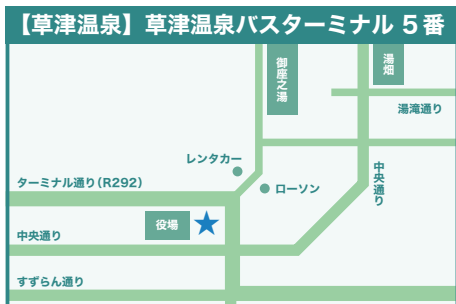 【草津温泉】草津温泉バスターミナル 5番
御座之湯
湯畑
湯滝通り
レンタカー
中央通り
ターミナル通り(R292)
ローソン
役場
中央通り
すずらん通り